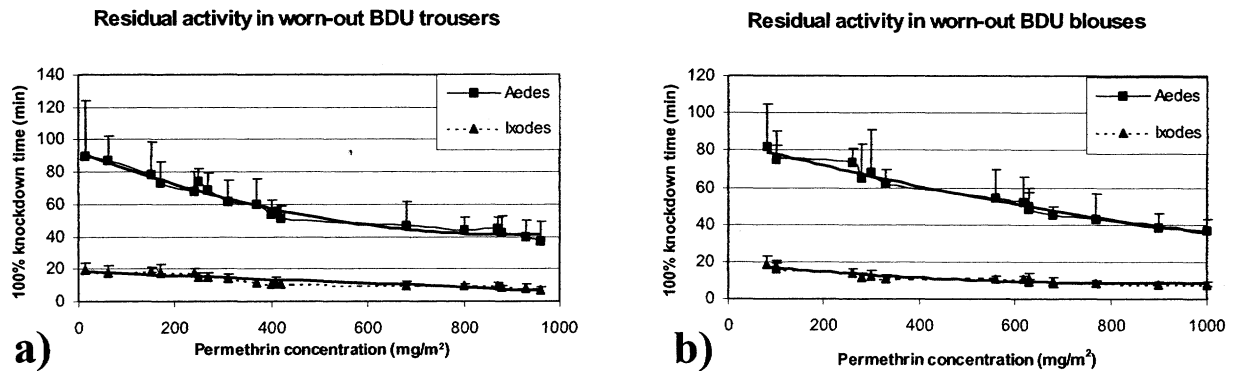 Residual activity in worn-out BDU trousers
100% knockdown time (min)
140
120
100
80
60
40
20
0
0 200 400 600 800 1000
Permethrin concentration (mg/m²)
Aedes
Ixodes
a)
Residual activity in worn-out BDU blouses
100% knockdown time (min)
120
100
80
60
40
20
0
0 200 400 600 800 1000
Permethrin concentration (mg/m²)
Aedes
Ixodes
b)